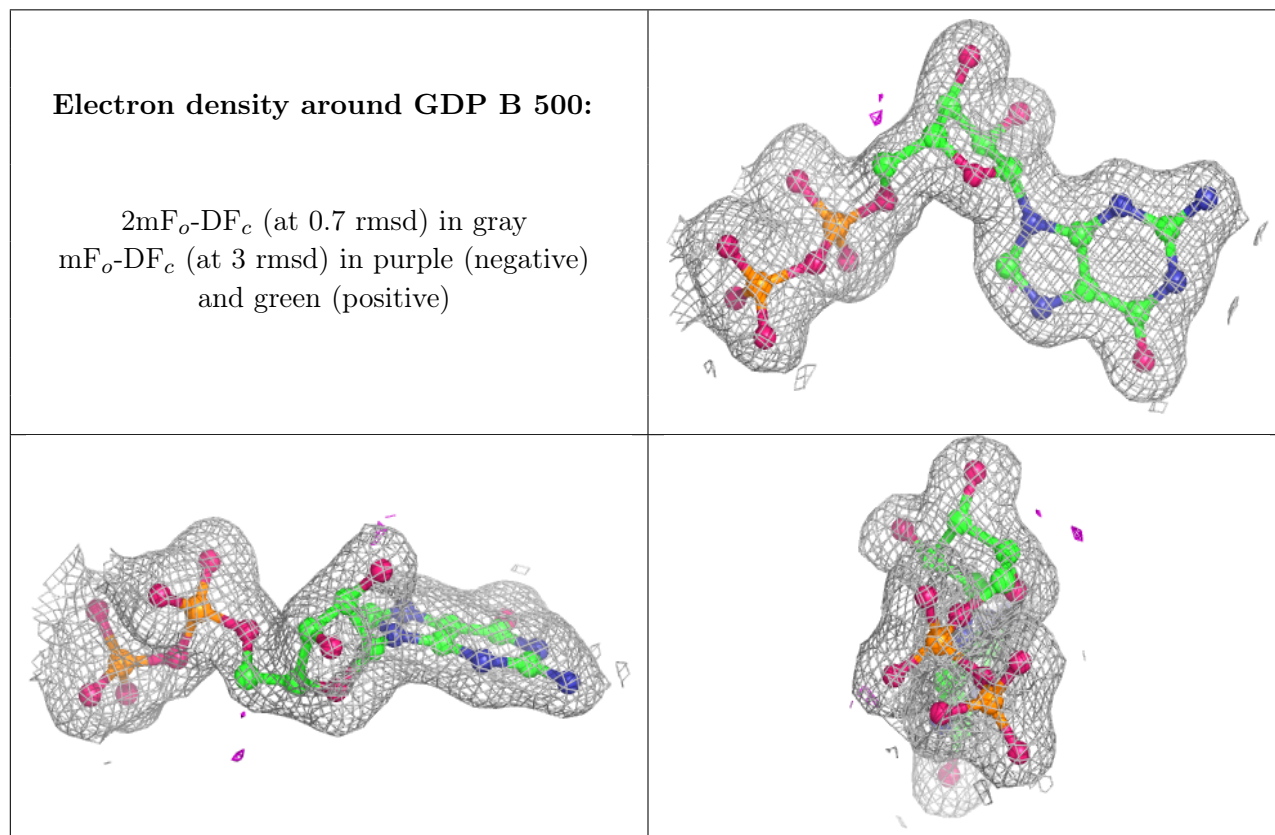 Electron density around GDP B 500:
2mFo-DFc (at 0.7 rmsd) in gray
mFo-DFc (at 3 rmsd) in purple (negative)
and green (positive)